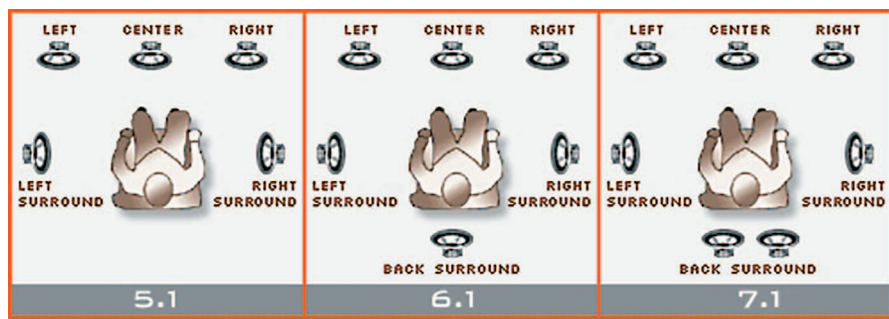 LEFT CENTER RIGHT
LEFT SURROUND
RIGHT SURROUND
5.1
LEFT CENTER RIGHT
LEFT SURROUND
RIGHT SURROUND
BACK SURROUND
6.1
LEFT CENTER RIGHT
LEFT SURROUND
RIGHT SURROUND
BACK SURROUND
7.1